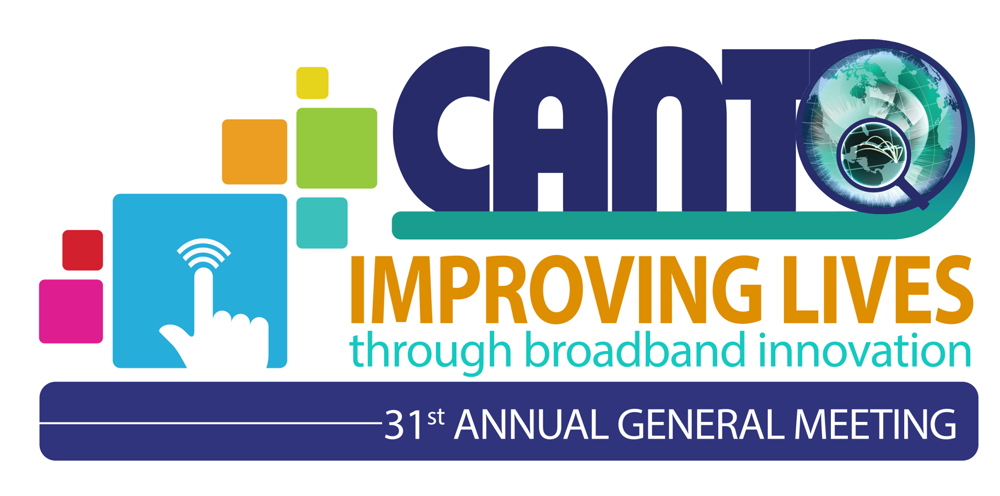 CANTO
IMPROVING LIVES
through broadband innovation
31st ANNUAL GENERAL MEETING